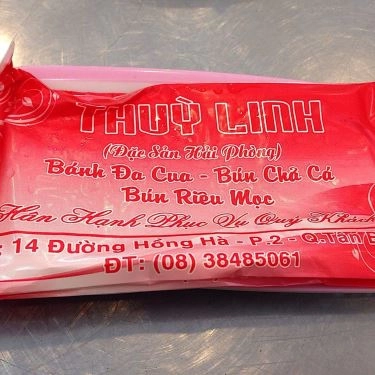 THUỲ LINH
(Đặc Sản Hải Phòng)
Bánh Đa Cua - Bún Chả Cá
Bún Riêu Mọc
Hân Hạnh Phục Vụ Quý Khách
: 14 Đường Hồng Hà - P.2 - Q.Tân
ĐT: (08) 38485061